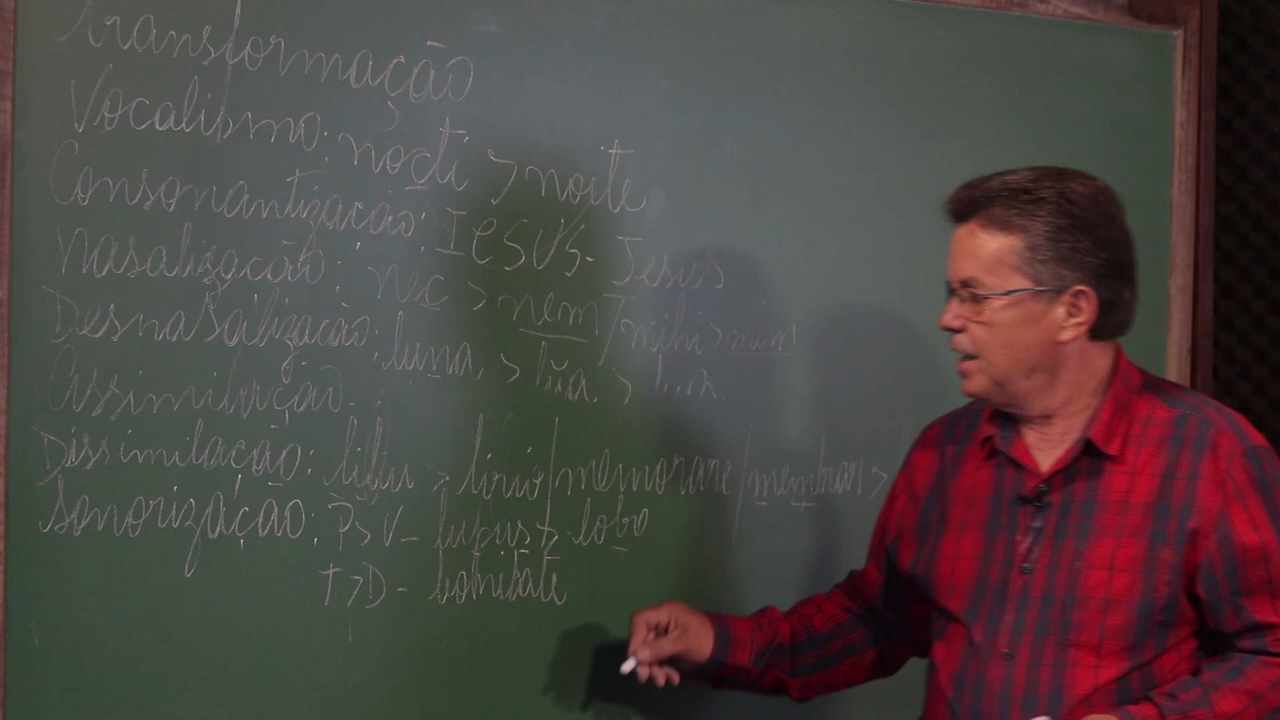 transformação
Vocalismo: nocti > noite
Consonantização: IESUS - Jesus
nasalização: nec > nem / mihi > mim
Desnasalização: luna > lũa > lua
Assimilação:
Dissimilação: liliu > lírio / memorare / membrar >
Sonorização: P > V - lupus > lobo
T > D - bonitate